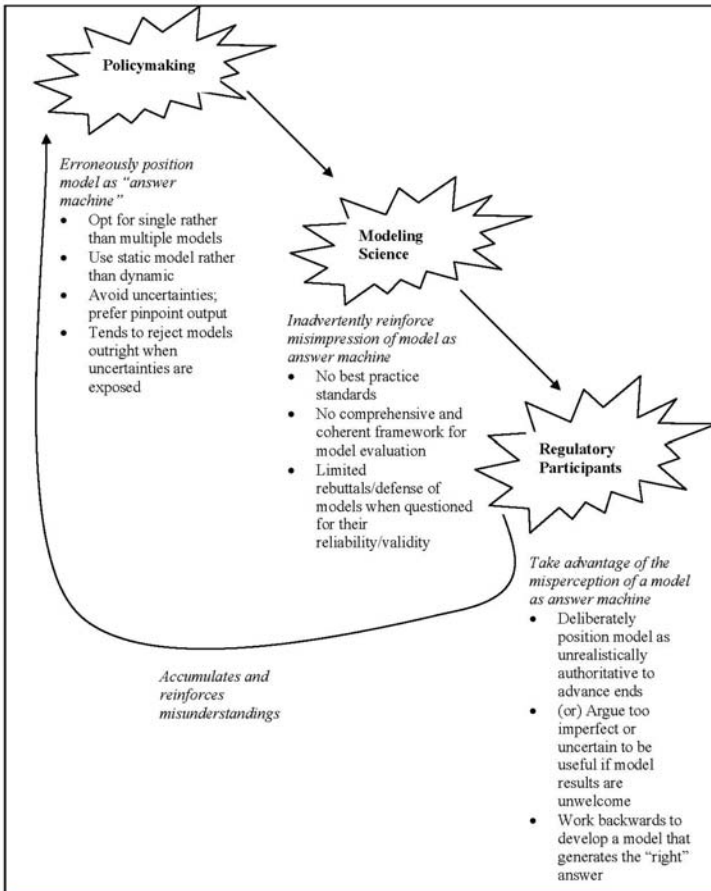 Policymaking
Erroneously position
model as “answer
machine”
• Opt for single rather
than multiple models
• Use static model rather
than dynamic
• Avoid uncertainties;
prefer pinpoint output
• Tends to reject models
outright when
uncertainties are
exposed
Modeling
Science
Inadvertently reinforce
misimpression of model as
answer machine
• No best practice
standards
• No comprehensive and
coherent framework for
model evaluation
• Limited
rebuttals/defense of
models when questioned
for their
reliability/validity
Regulatory
Participants
Take advantage of the
misperception of a model
as answer machine
• Deliberately
position model as
unrealistically
authoritative to
advance ends
• (or) Argue too
imperfect or
uncertain to be
useful if model
results are
unwelcome
• Work backwards to
develop a model that
generates the “right”
answer
Accumulates and
reinforces
misunderstandings